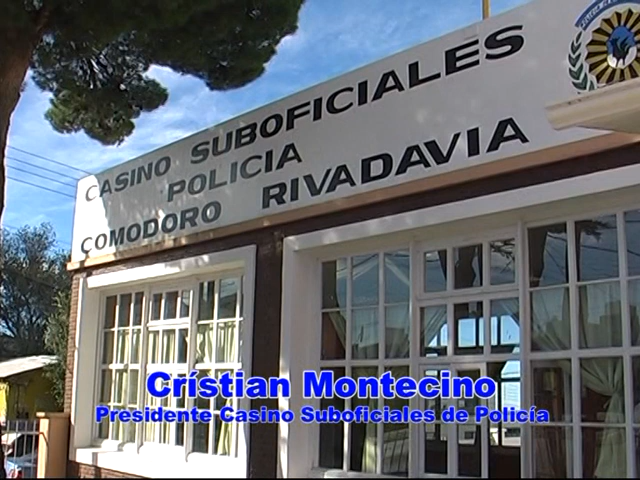 CASINO SUBOFICIALES
POLICIA
COMODORO RIVADAVIA
Crístian Montecino
Presidente Casino Suboficiales de Policía